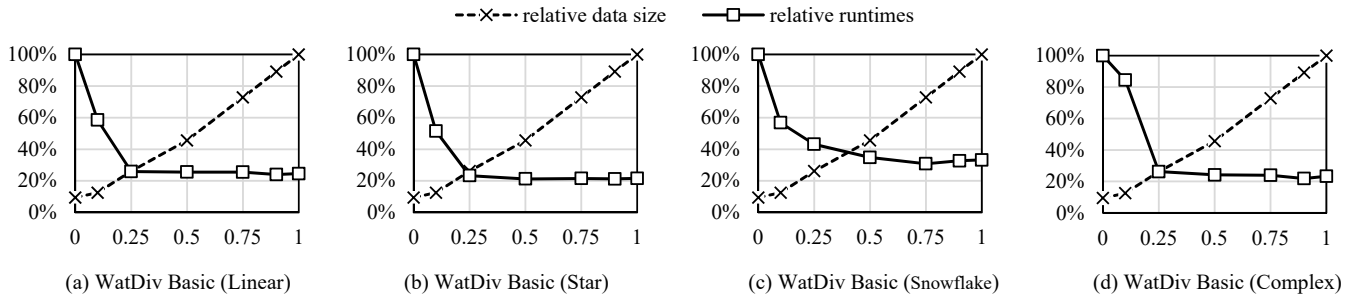 relative data size relative runtimes
100%
80%
60%
40%
20%
0%
0 0.25 0.5 0.75 1
(a) WatDiv Basic (Linear)
100%
80%
60%
40%
20%
0%
0 0.25 0.5 0.75 1
(b) WatDiv Basic (Star)
100%
80%
60%
40%
20%
0%
0 0.25 0.5 0.75 1
(c) WatDiv Basic (Snowflake)
100%
80%
60%
40%
20%
0%
0 0.25 0.5 0.75 1
(d) WatDiv Basic (Complex)